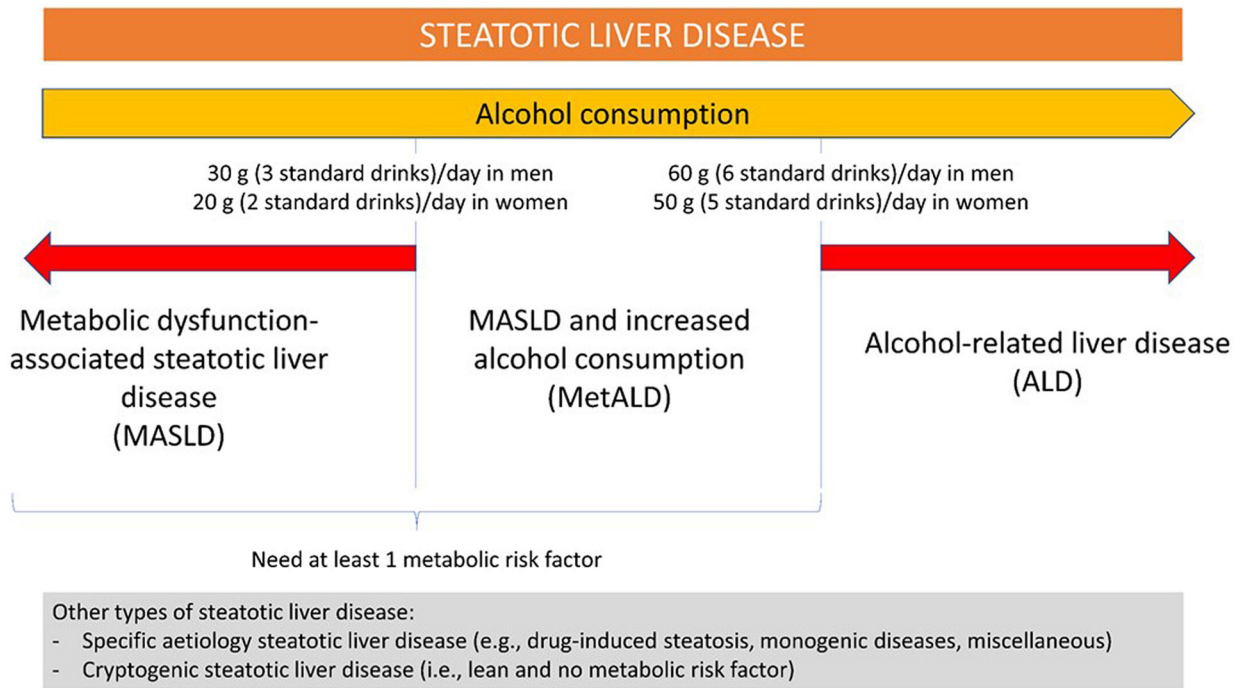 STEATOTIC LIVER DISEASE
Alcohol consumption
30 g (3 standard drinks)/day in men
20 g (2 standard drinks)/day in women
60 g (6 standard drinks)/day in men
50 g (5 standard drinks)/day in women
Metabolic dysfunction-
associated steatotic liver
disease
(MASLD)
MASLD and increased
alcohol consumption
(MetALD)
Alcohol-related liver disease
(ALD)
Need at least 1 metabolic risk factor
Other types of steatotic liver disease:
- Specific aetiology steatotic liver disease (e.g., drug-induced steatosis, monogenic diseases, miscellaneous)
- Cryptogenic steatotic liver disease (i.e., lean and no metabolic risk factor)